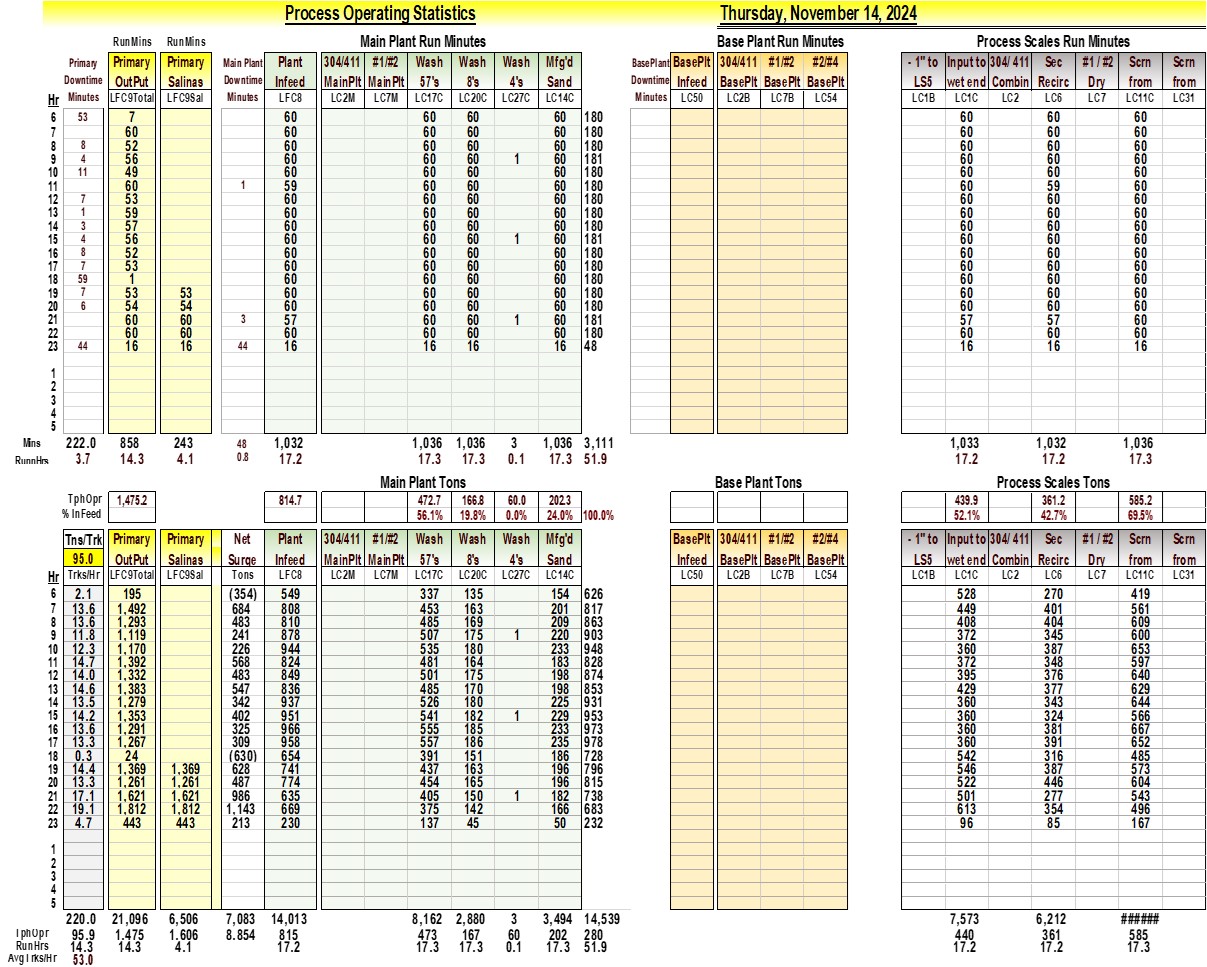 Process Operating Statistics Thursday, November 14, 2024
RunMins RunMins Main Plant Run Minutes Base Plant Run Minutes Process Scales Run Minutes
Primary Primary Primary Main Plant Plant 304/411 #1/#2 Wash Wash Wash Mfg'd BasePlant BasePlt 304/411 #1/#2 #2/#4 - 1" to Input to 304/ 411 Sec #1 / #2 Scrn Scrn
Downtime OutPut Salinas Downtime Infeed MainPlt MainPlt 57's 8's 4's Sand Downtime Infeed BasePlt BasePlt BasePlt LS5 wet end Combin Recirc Dry from from
Hr Minutes LFC9Total LFC9Sal Minutes LFC8 LC2M LC7M LC17C LC20C LC27C LC14C Minutes LC50 LC2B LC7B LC54 LC1B LC1C LC2 LC6 LC7 LC11C LC31
6 53 7 60 60 60 60 180 60 60 60
7 60 60 60 60 60 180 60 60 60
8 8 52 60 60 60 60 180 60 60 60
9 4 56 60 60 60 1 60 181 60 60 60
10 11 49 60 60 60 60 180 60 60 60
11 60 1 59 60 60 60 180 60 59 60
12 7 53 60 60 60 60 180 60 60 60
13 1 59 60 60 60 60 180 60 60 60
14 3 57 60 60 60 60 180 60 60 60
15 4 56 60 60 60 1 60 181 60 60 60
16 8 52 60 60 60 60 180 60 60 60
17 7 53 60 60 60 60 180 60 60 60
18 59 1 60 60 60 60 180 60 60 60
19 7 53 53 60 60 60 60 180 60 60 60
20 6 54 54 60 60 60 60 180 60 60 60
21 60 60 3 57 60 60 1 60 181 57 57 60
22 60 60 60 60 60 60 180 60 60 60
23 44 16 16 44 16 16 16 16 48 16 16 16
1
2
3
4
5
Mins 222.0 858 243 48 1,032 1,036 1,036 3 1,036 3,111 1,033 1,032 1,036
RunnHrs 3.7 14.3 4.1 0.8 17.2 17.3 17.3 0.1 17.3 51.9 17.2 17.2 17.3
Main Plant Tons Base Plant Tons Process Scales Tons
TphOpr 1,475.2 814.7 472.7 166.8 60.0 202.3 439.9 361.2 585.2
% InFeed 56.1% 19.8% 0.0% 24.0% 100.0% 52.1% 42.7% 69.5%
Tns/Trk Primary Primary Net Plant 304/411 #1/#2 Wash Wash Wash Mfg'd BasePlt 304/411 #1/#2 #2/#4 - 1" to Input to 304/ 411 Sec #1 / #2 Scrn Scrn
95.0 OutPut Salinas Surge Infeed MainPlt MainPlt 57's 8's 4's Sand Infeed BasePlt BasePlt BasePlt LS5 wet end Combin Recirc Dry from from
Hr Trks/Hr LFC9Total LFC9Sal Tons LFC8 LC2M LC7M LC17C LC20C LC27C LC14C LC50 LC2B LC7B LC54 LC1B LC1C LC2 LC6 LC7 LC11C LC31
6 2.1 195 (354) 549 337 135 154 626 528 270 419
7 13.6 1,492 684 808 453 163 201 817 449 401 561
8 13.6 1,293 483 810 485 169 209 863 408 404 609
9 11.8 1,119 241 878 507 175 1 220 903 372 345 600
10 12.3 1,170 226 944 535 180 233 948 360 387 653
11 14.7 1,392 568 824 481 164 183 828 372 348 597
12 14.0 1,332 483 849 501 175 198 874 395 376 640
13 14.6 1,383 547 836 485 170 198 853 429 377 629
14 13.5 1,279 342 937 526 180 225 931 360 343 644
15 14.2 1,353 402 951 541 182 1 229 953 360 324 566
16 13.6 1,291 325 966 555 185 233 973 360 381 667
17 13.3 1,267 309 958 557 186 235 978 360 391 652
18 0.3 24 (630) 654 391 151 186 728 542 316 485
19 14.4 1,369 1,369 628 741 437 163 196 796 546 387 573
20 13.3 1,261 1,261 487 774 454 165 196 815 522 446 604
21 17.1 1,621 1,621 986 635 405 150 1 182 738 501 277 543
22 19.1 1,812 1,812 1,143 669 375 142 166 683 613 354 496
23 4.7 443 443 213 230 137 45 50 232 96 85 167
1
2
3
4
5
220.0 21,096 6,506 7,083 14,013 8,162 2,880 3 3,494 14,539 7,573 6,212 ######
TphOpr 95.9 1,475 1,606 8.854 815 473 167 60 202 280 440 361 585
RunHrs 14.3 14.3 4.1 17.2 17.3 17.3 0.1 17.3 51.9 17.2 17.2 17.3
AvgTrks/Hr 53.0